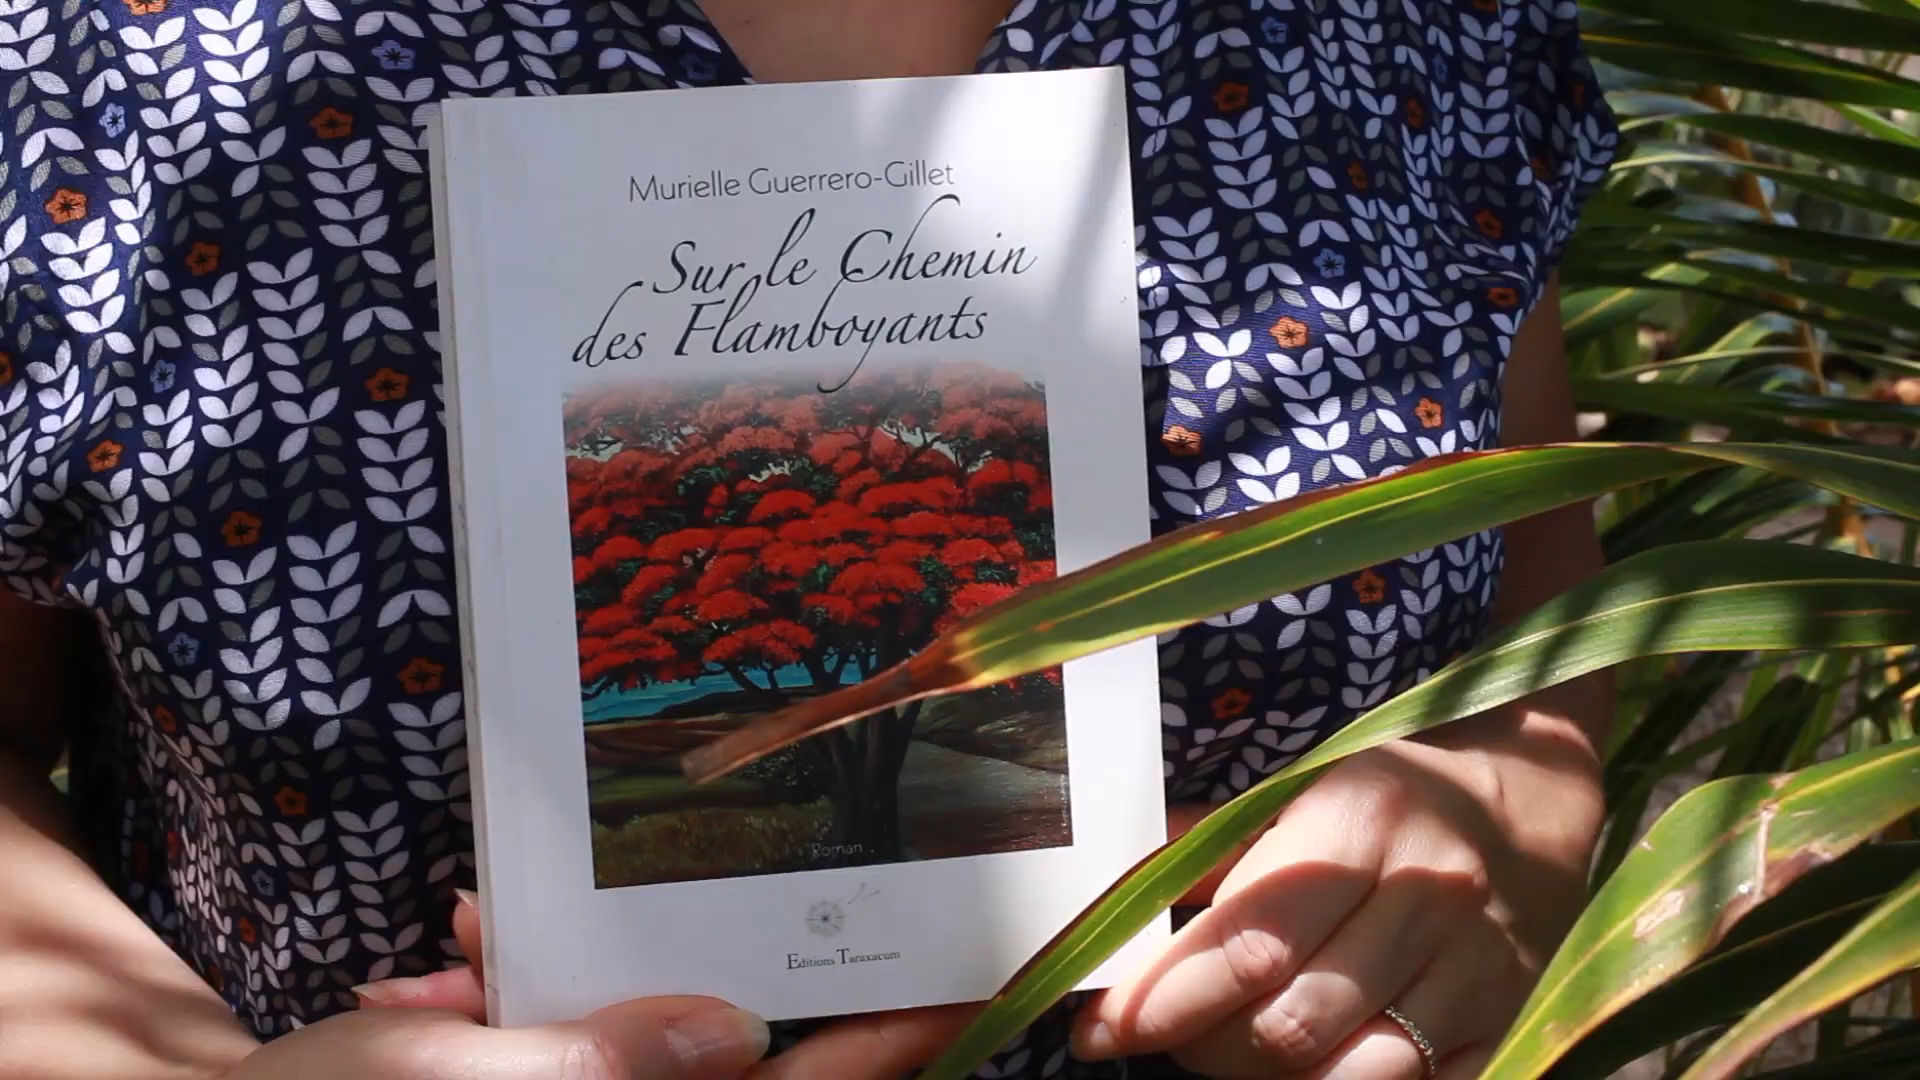 Murielle Guerrero-Gillet
Sur le Chemin
des Flamboyants
Roman
Editions Taraxacum